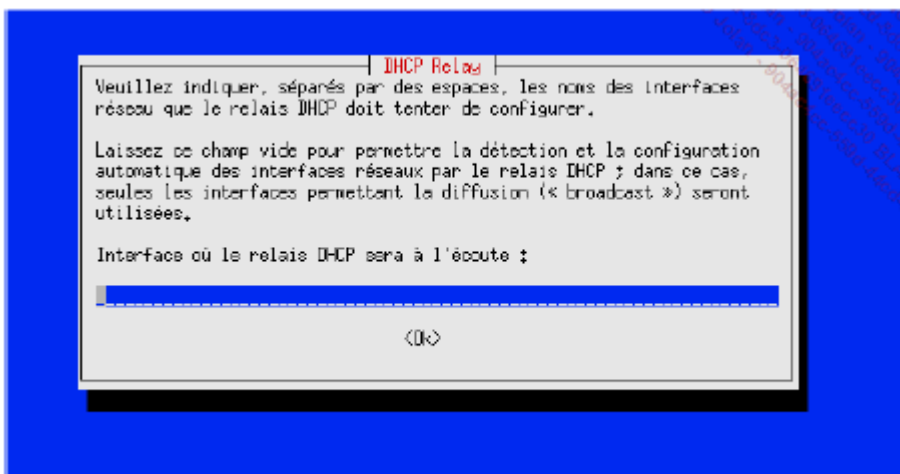 DHCP Relay
Veuillez indiquer, séparés par des espaces, les noms des interfaces
réseau que le relais DHCP doit tenter de configurer.
Laissez ce champ vide pour permettre la détection et la configuration
automatique des interfaces réseaux par le relais DHCP ; dans ce cas,
seules les interfaces permettant la diffusion (« broadcast ») seront
utilisées.
Interface où le relais DHCP sera à l'écoute :
<Ok>